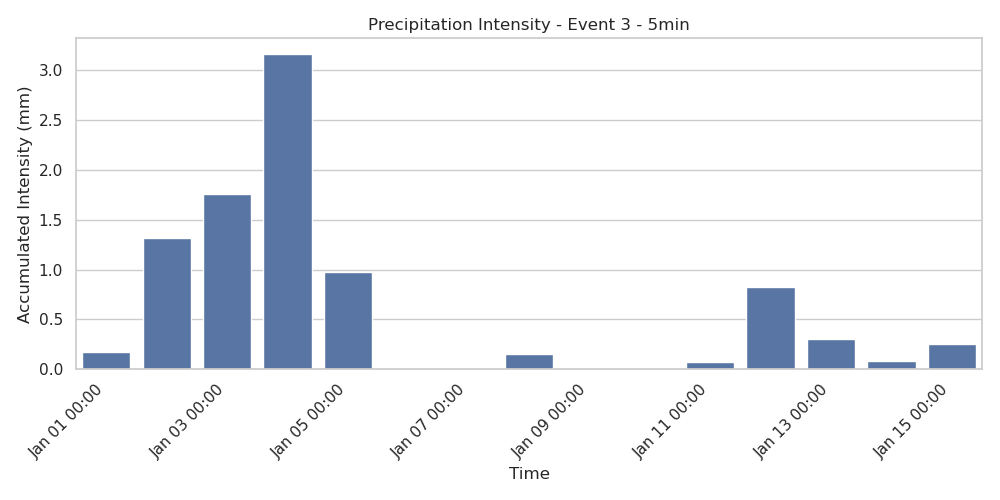 Precipitation Intensity - Event 3 - 5min
Accumulated Intensity (mm)
3.0
2.5
2.0
1.5
1.0
0.5
0.0
Jan 01 00:00
Jan 03 00:00
Jan 05 00:00
Jan 07 00:00
Jan 09 00:00
Jan 11 00:00
Jan 13 00:00
Jan 15 00:00
Time